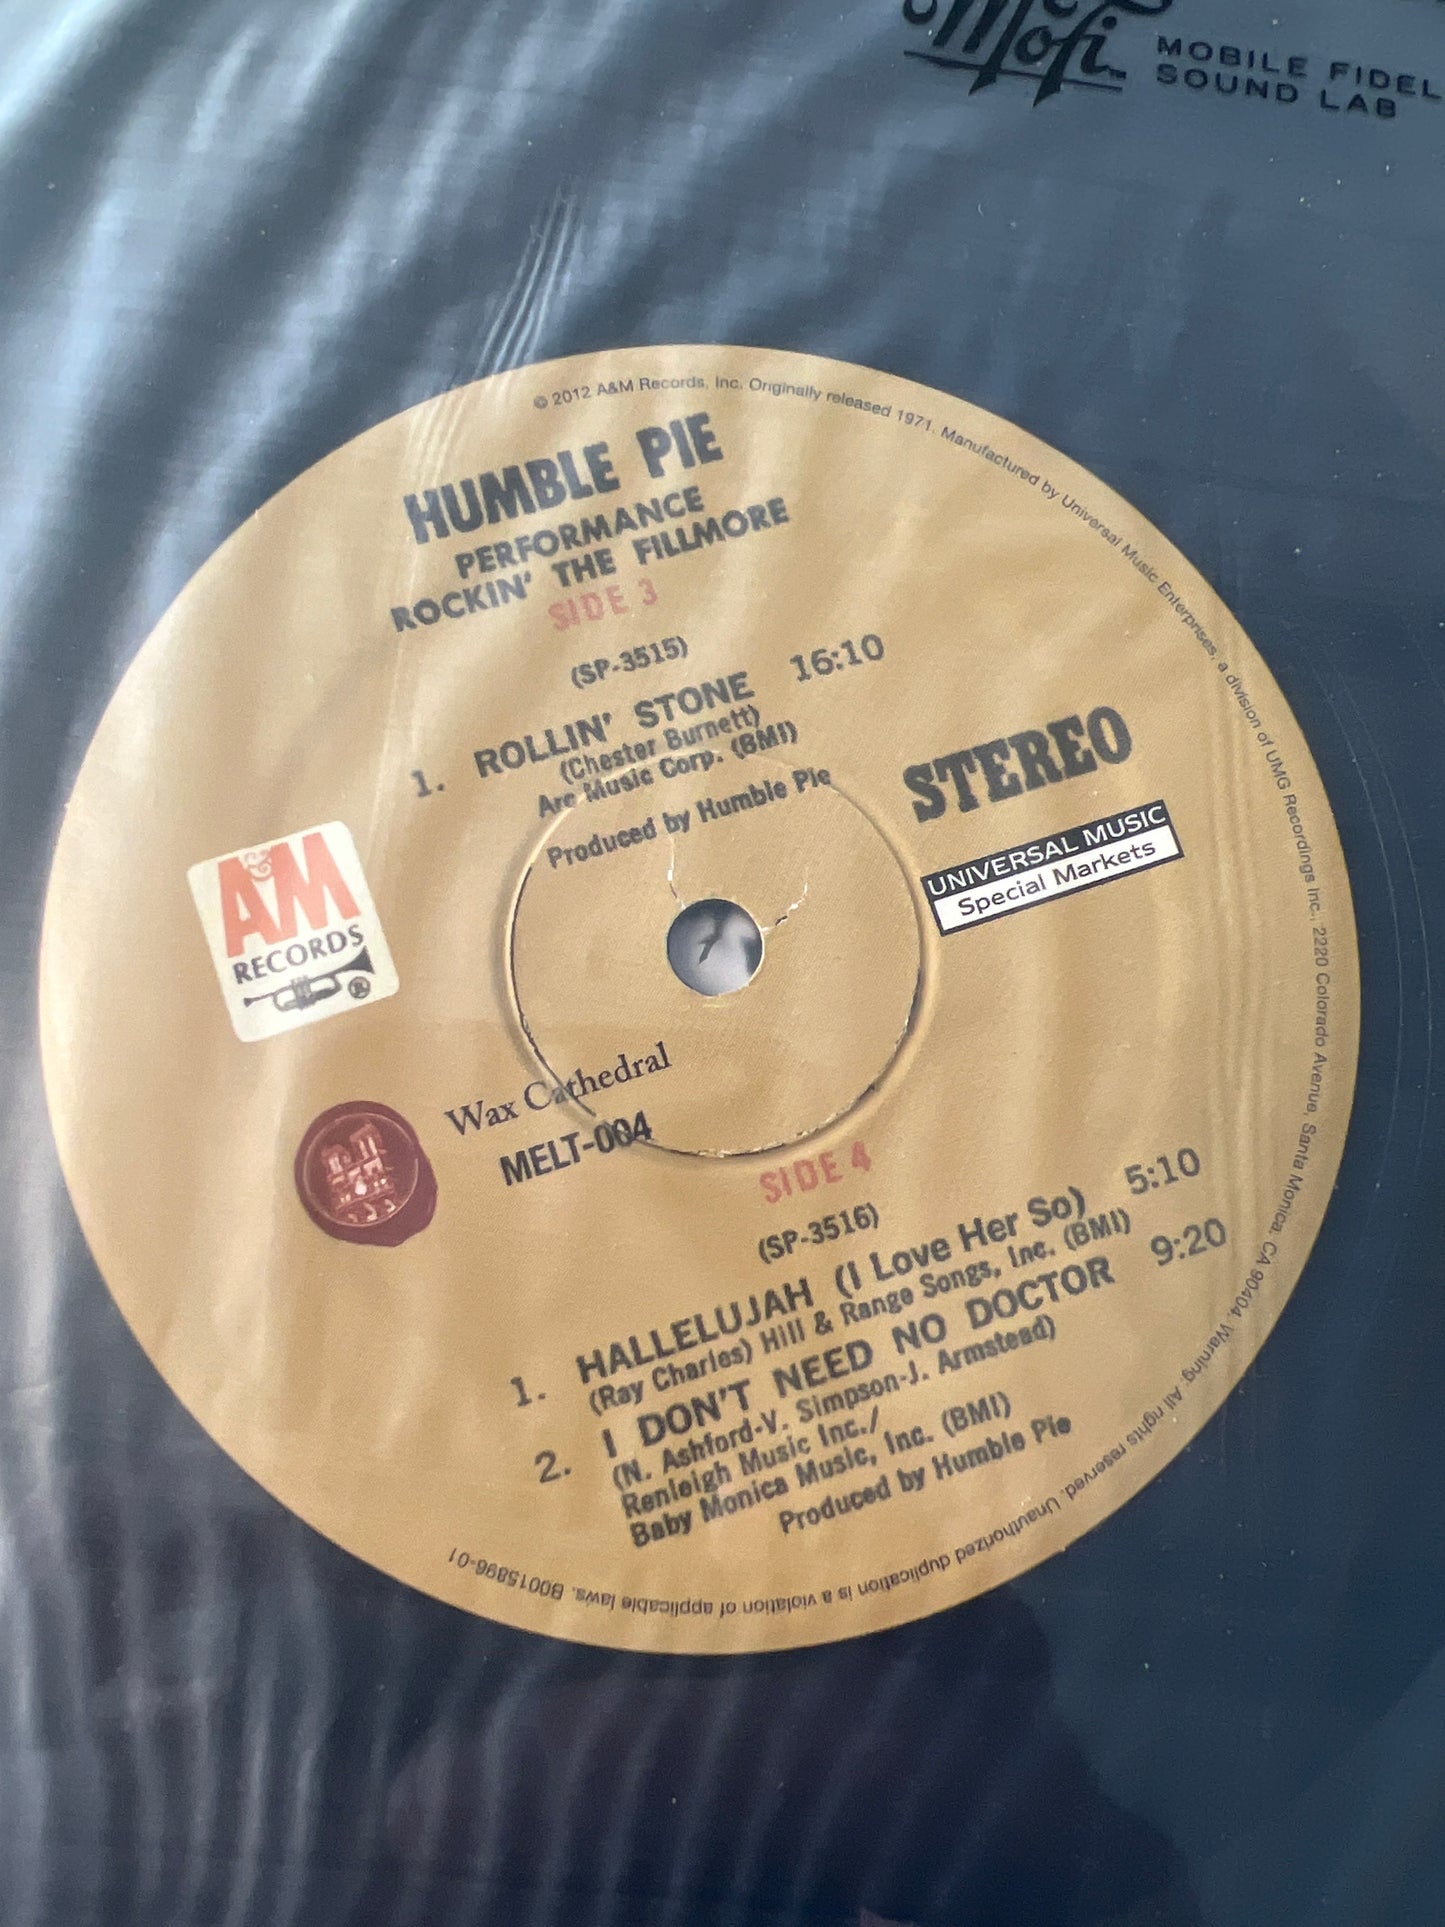 Mofi
MOBILE FIDEL
SOUND LAB
© 2012 A&M Records, Inc. Originally released 1971. Manufactured by Universal Music Enterprises, a division of UMG Recordings Inc., 2220 Colorado Avenue, Santa Monica, CA 90404. Warning: All rights reserved. Unauthorized duplication is a violation of applicable laws. B0015896-01
HUMBLE PIE
PERFORMANCE
ROCKIN' THE FILLMORE
SIDE 3
(SP-3515)
1. ROLLIN' STONE 16:10
(Chester Burnett)
Arc Music Corp. (BMI)
Produced by Humble Pie
STEREO
UNIVERSAL MUSIC
Special Markets
A&M
RECORDS
®
Wax Cathedral
MELT-004
SIDE 4
(SP-3516)
1. HALLELUJAH (I Love Her So) 5:10
(Ray Charles) Hill & Range Songs, Inc. (BMI)
2. I DON'T NEED NO DOCTOR 9:20
(N. Ashford-V. Simpson-J. Armstead)
Renleigh Music Inc./
Baby Monica Music, Inc. (BMI)
Produced by Humble Pie